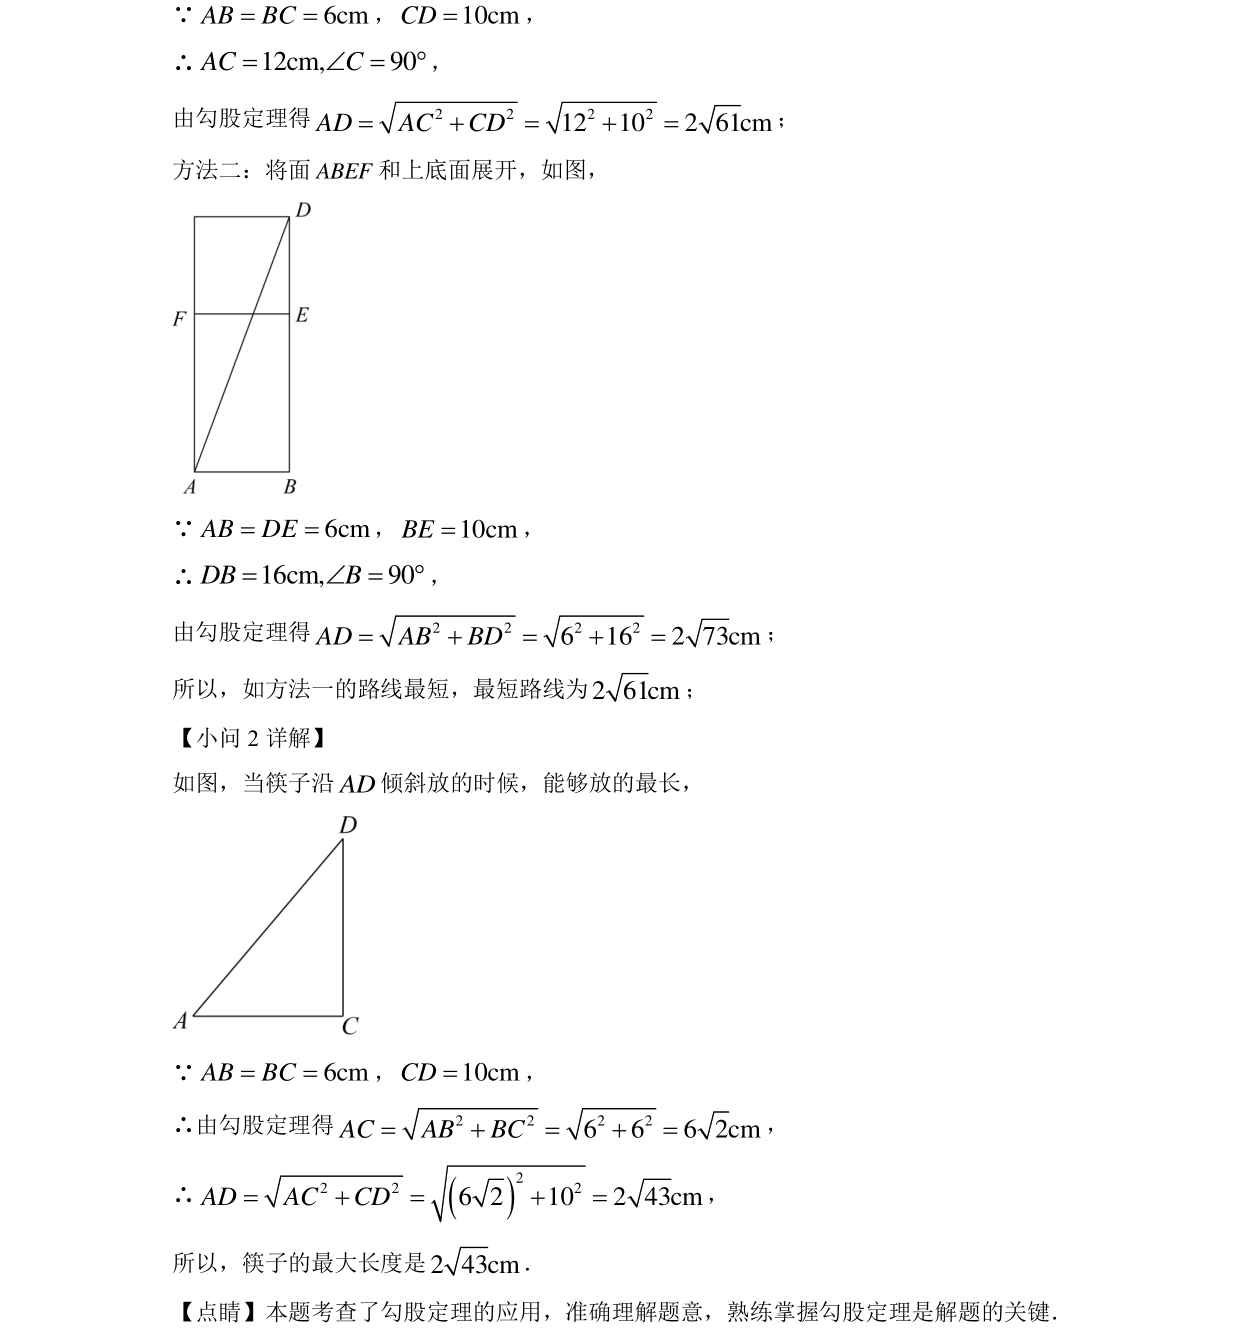 ∵ AB = BC = 6cm， CD = 10cm，
∴ AC = 12cm,∠C = 90°，
由勾股定理得 AD = √(AC² + CD²) = √(12² + 10²) = 2√61cm；
方法二：将面 ABEF 和上底面展开，如图，
D
F
E
A
B
∵ AB = DE = 6cm， BE = 10cm，
∴ DB = 16cm,∠B = 90°，
由勾股定理得 AD = √(AB² + BD²) = √(6² + 16²) = 2√73cm；
所以，如方法一的路线最短，最短路线为 2√61cm；
【小问 2 详解】
如图，当筷子沿 AD 倾斜放的时候，能够放的最长，
D
A
C
∵ AB = BC = 6cm， CD = 10cm，
∴由勾股定理得 AC = √(AB² + BC²) = √(6² + 6²) = 6√2cm，
∴ AD = √(AC² + CD²) = √((6√2)² + 10²) = 2√43cm，
所以，筷子的最大长度是 2√43cm．
【点睛】本题考查了勾股定理的应用，准确理解题意，熟练掌握勾股定理是解题的关键．